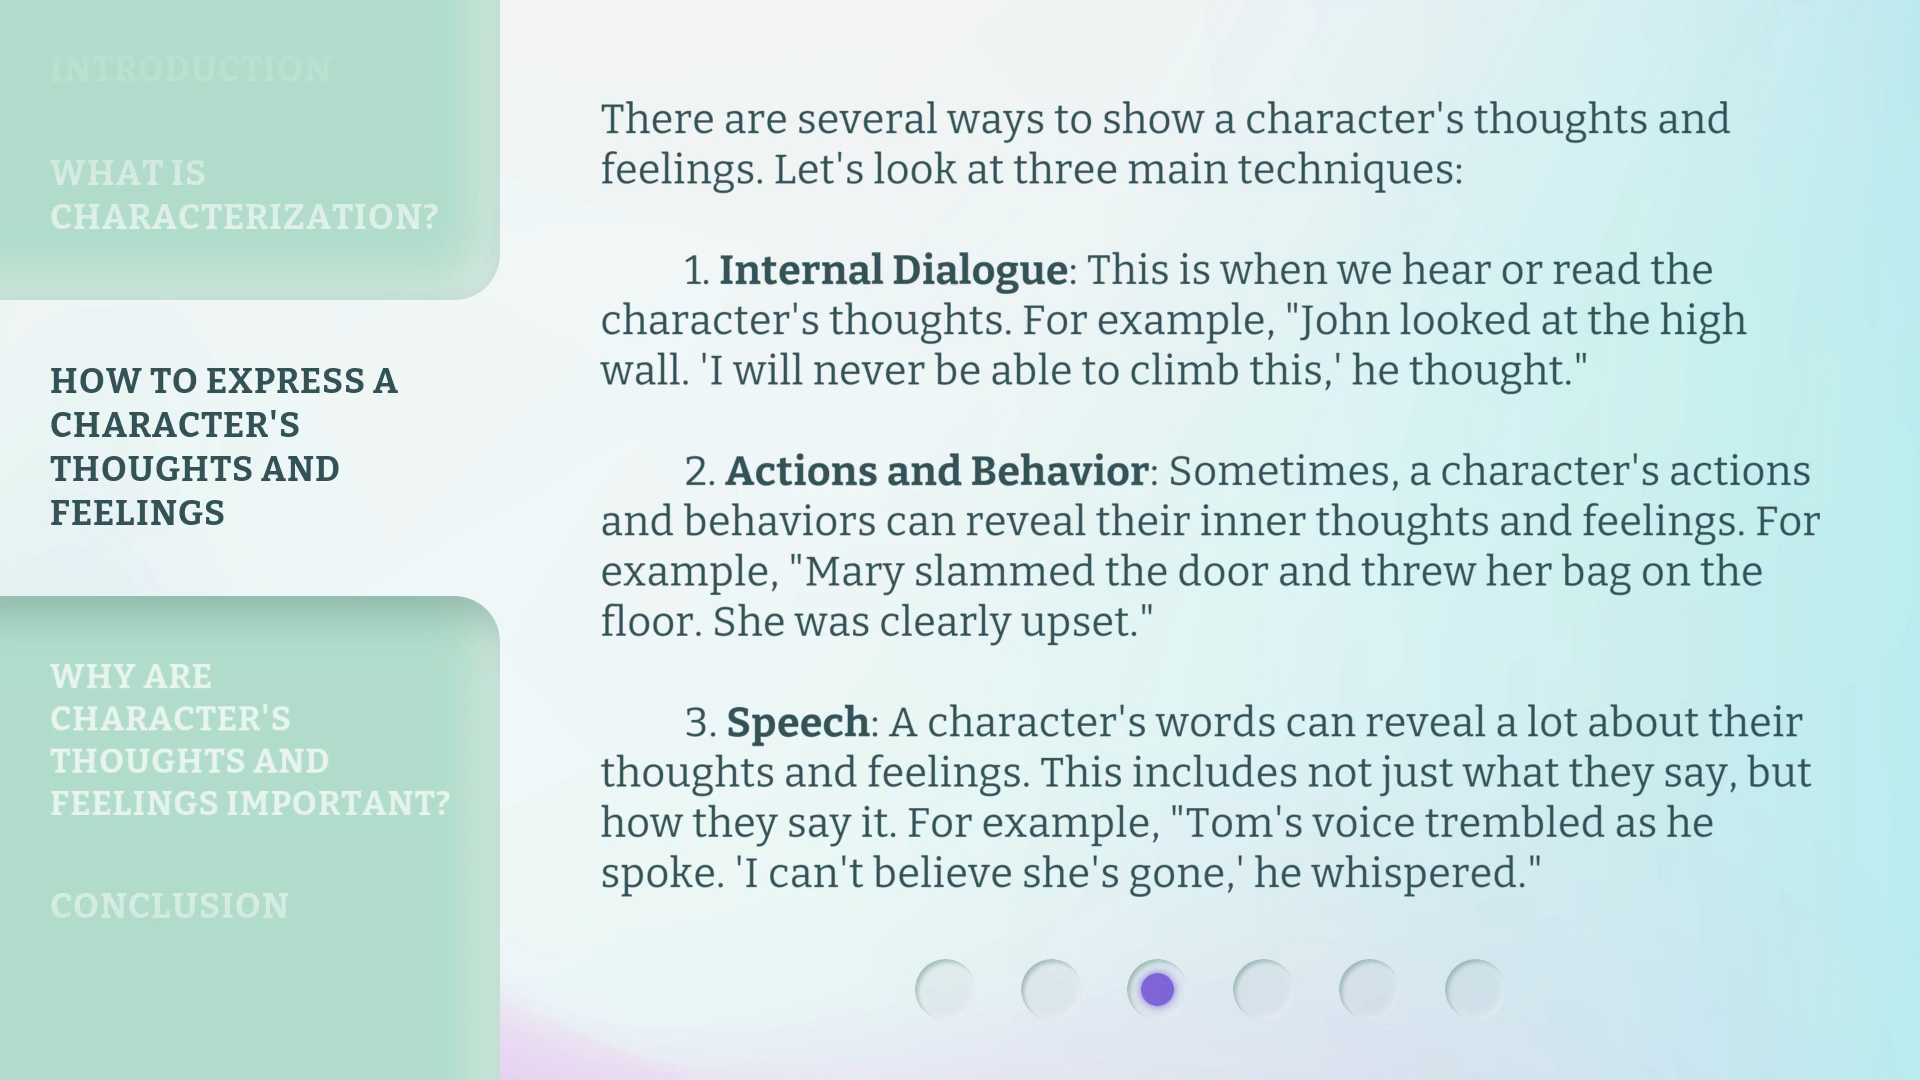 INTRODUCTION
WHAT IS
CHARACTERIZATION?
HOW TO EXPRESS A
CHARACTER'S
THOUGHTS AND
FEELINGS
WHY ARE
CHARACTER'S
THOUGHTS AND
FEELINGS IMPORTANT?
CONCLUSION
There are several ways to show a character's thoughts and
feelings. Let's look at three main techniques:
1. Internal Dialogue: This is when we hear or read the
character's thoughts. For example, "John looked at the high
wall. 'I will never be able to climb this,' he thought."
2. Actions and Behavior: Sometimes, a character's actions
and behaviors can reveal their inner thoughts and feelings. For
example, "Mary slammed the door and threw her bag on the
floor. She was clearly upset."
3. Speech: A character's words can reveal a lot about their
thoughts and feelings. This includes not just what they say, but
how they say it. For example, "Tom's voice trembled as he
spoke. 'I can't believe she's gone,' he whispered."